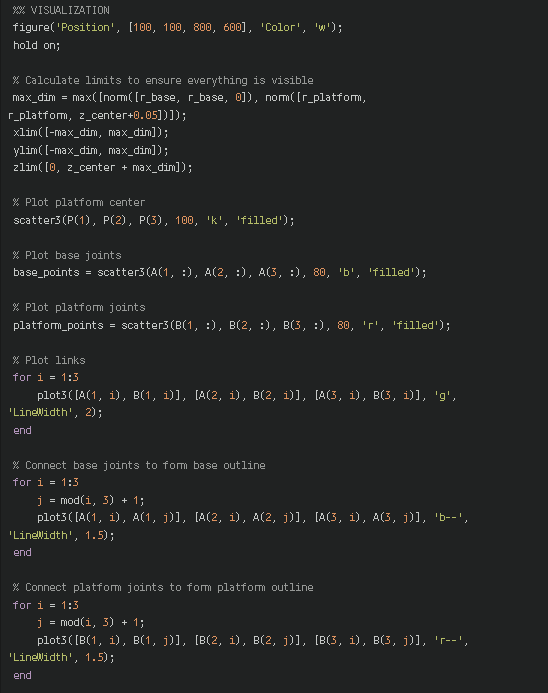 %% VISUALIZATION
figure('Position', [100, 100, 800, 600], 'Color', 'w');
hold on;
% Calculate limits to ensure everything is visible
max_dim = max([norm([r_base, r_base, 0]), norm([r_platform,
r_platform, z_center+0.05])]);
xlim([-max_dim, max_dim]);
ylim([-max_dim, max_dim]);
zlim([0, z_center + max_dim]);
% Plot platform center
scatter3(P(1), P(2), P(3), 100, 'k', 'filled');
% Plot base joints
base_points = scatter3(A(1, :), A(2, :), A(3, :), 80, 'b', 'filled');
% Plot platform joints
platform_points = scatter3(B(1, :), B(2, :), B(3, :), 80, 'r', 'filled');
% Plot links
for i = 1:3
    plot3([A(1, i), B(1, i)], [A(2, i), B(2, i)], [A(3, i), B(3, i)], 'g',
'LineWidth', 2);
end
% Connect base joints to form base outline
for i = 1:3
    j = mod(i, 3) + 1;
    plot3([A(1, i), A(1, j)], [A(2, i), A(2, j)], [A(3, i), A(3, j)], 'b--',
'LineWidth', 1.5);
end
% Connect platform joints to form platform outline
for i = 1:3
    j = mod(i, 3) + 1;
    plot3([B(1, i), B(1, j)], [B(2, i), B(2, j)], [B(3, i), B(3, j)], 'r--',
'LineWidth', 1.5);
end